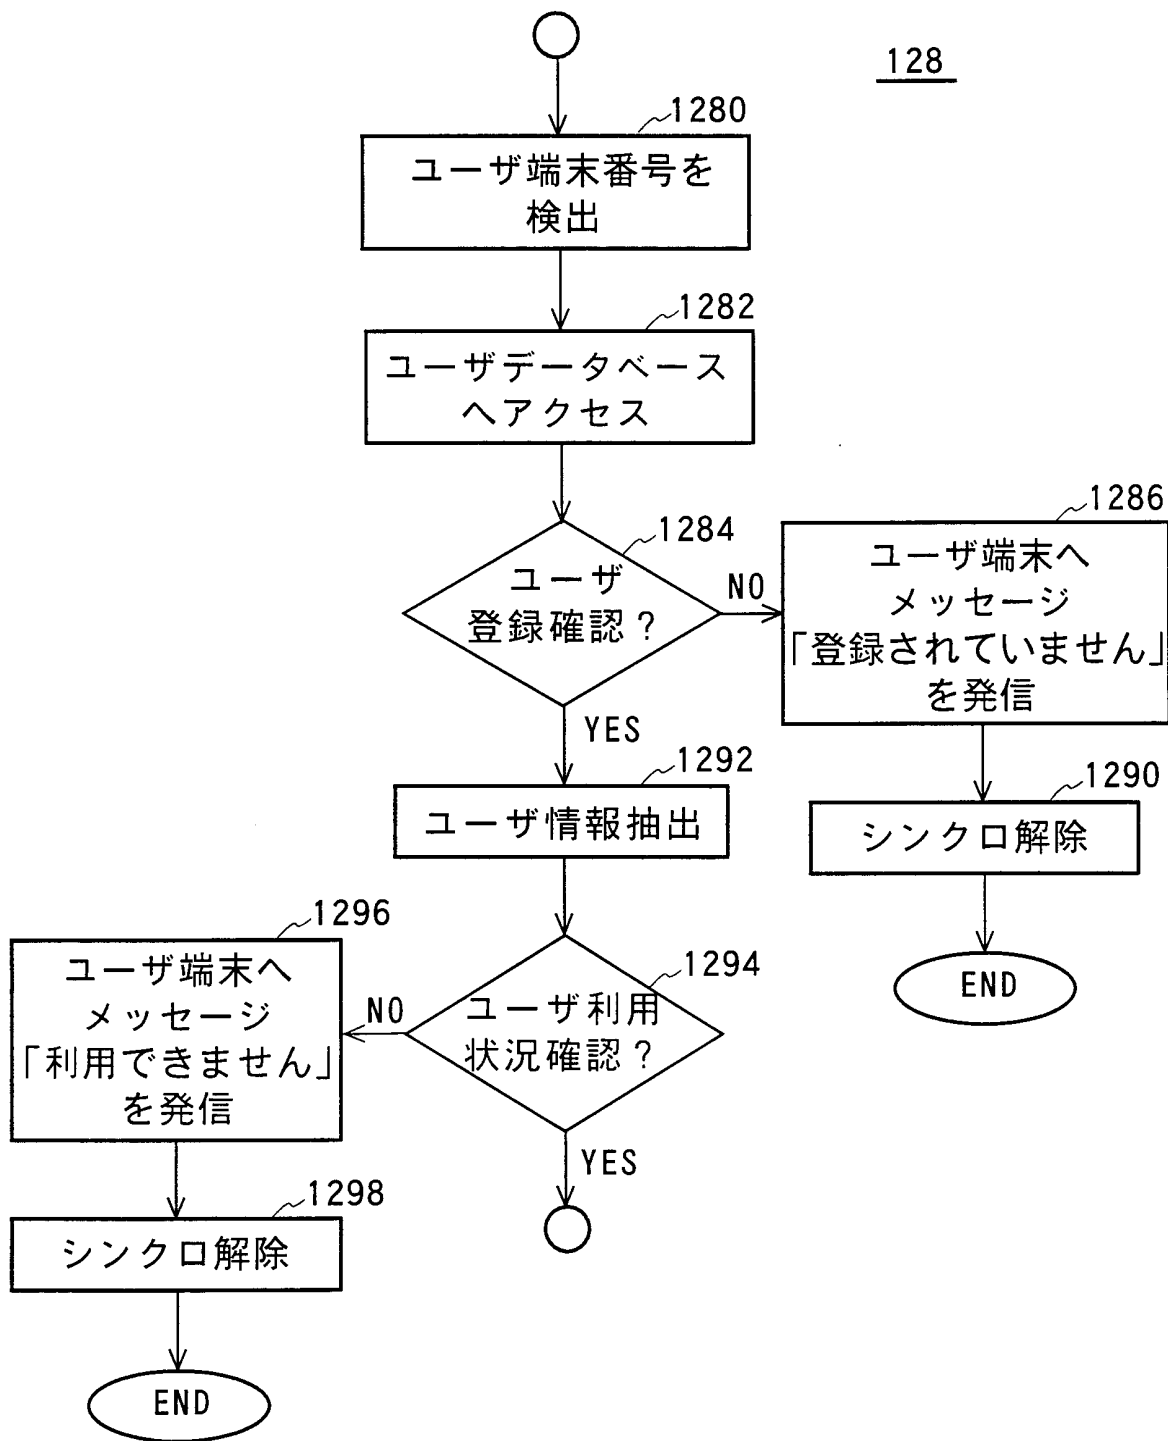 128
1280
ユーザ端末番号を
検出
1282
ユーザデータベース
へアクセス
1284
ユーザ
登録確認?
NO
YES
1286
ユーザ端末へ
メッセージ
「登録されていません」
を発信
1290
シンクロ解除
END
1292
ユーザ情報抽出
1294
ユーザ利用
状況確認?
NO
YES
1296
ユーザ端末へ
メッセージ
「利用できません」
を発信
1298
シンクロ解除
END